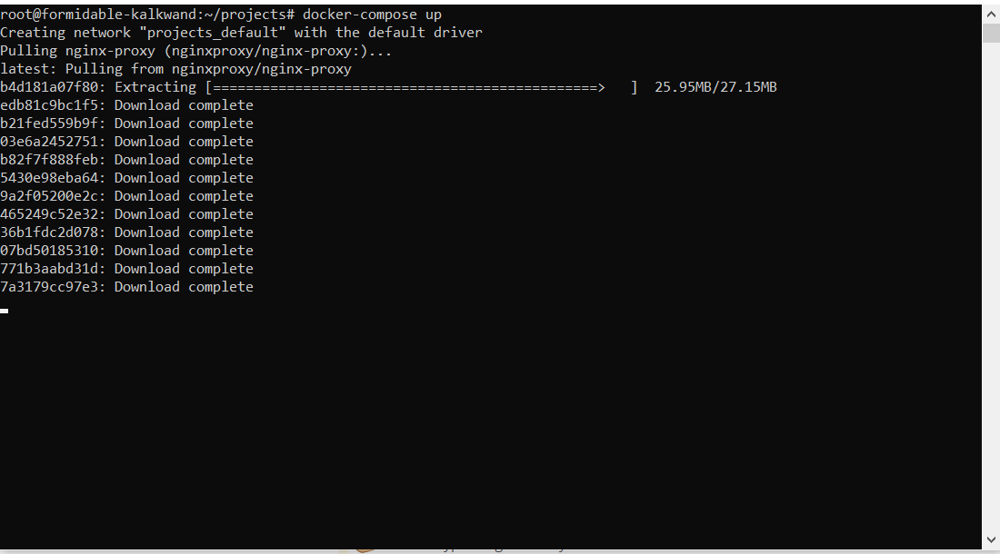 root@formidable-kalkwand:~/projects# docker-compose up
Creating network "projects_default" with the default driver
Pulling nginx-proxy (nginxproxy/nginx-proxy:)...
latest: Pulling from nginxproxy/nginx-proxy
b4d181a07f80: Extracting [===============================================>   ]  25.95MB/27.15MB
edb81c9bc1f5: Download complete
b21fed559b9f: Download complete
03e6a2452751: Download complete
b82f7f888feb: Download complete
5430e98eba64: Download complete
9a2f05200e2c: Download complete
465249c52e32: Download complete
36b1fdc2d078: Download complete
07bd50185310: Download complete
771b3aabd31d: Download complete
7a3179cc97e3: Download complete